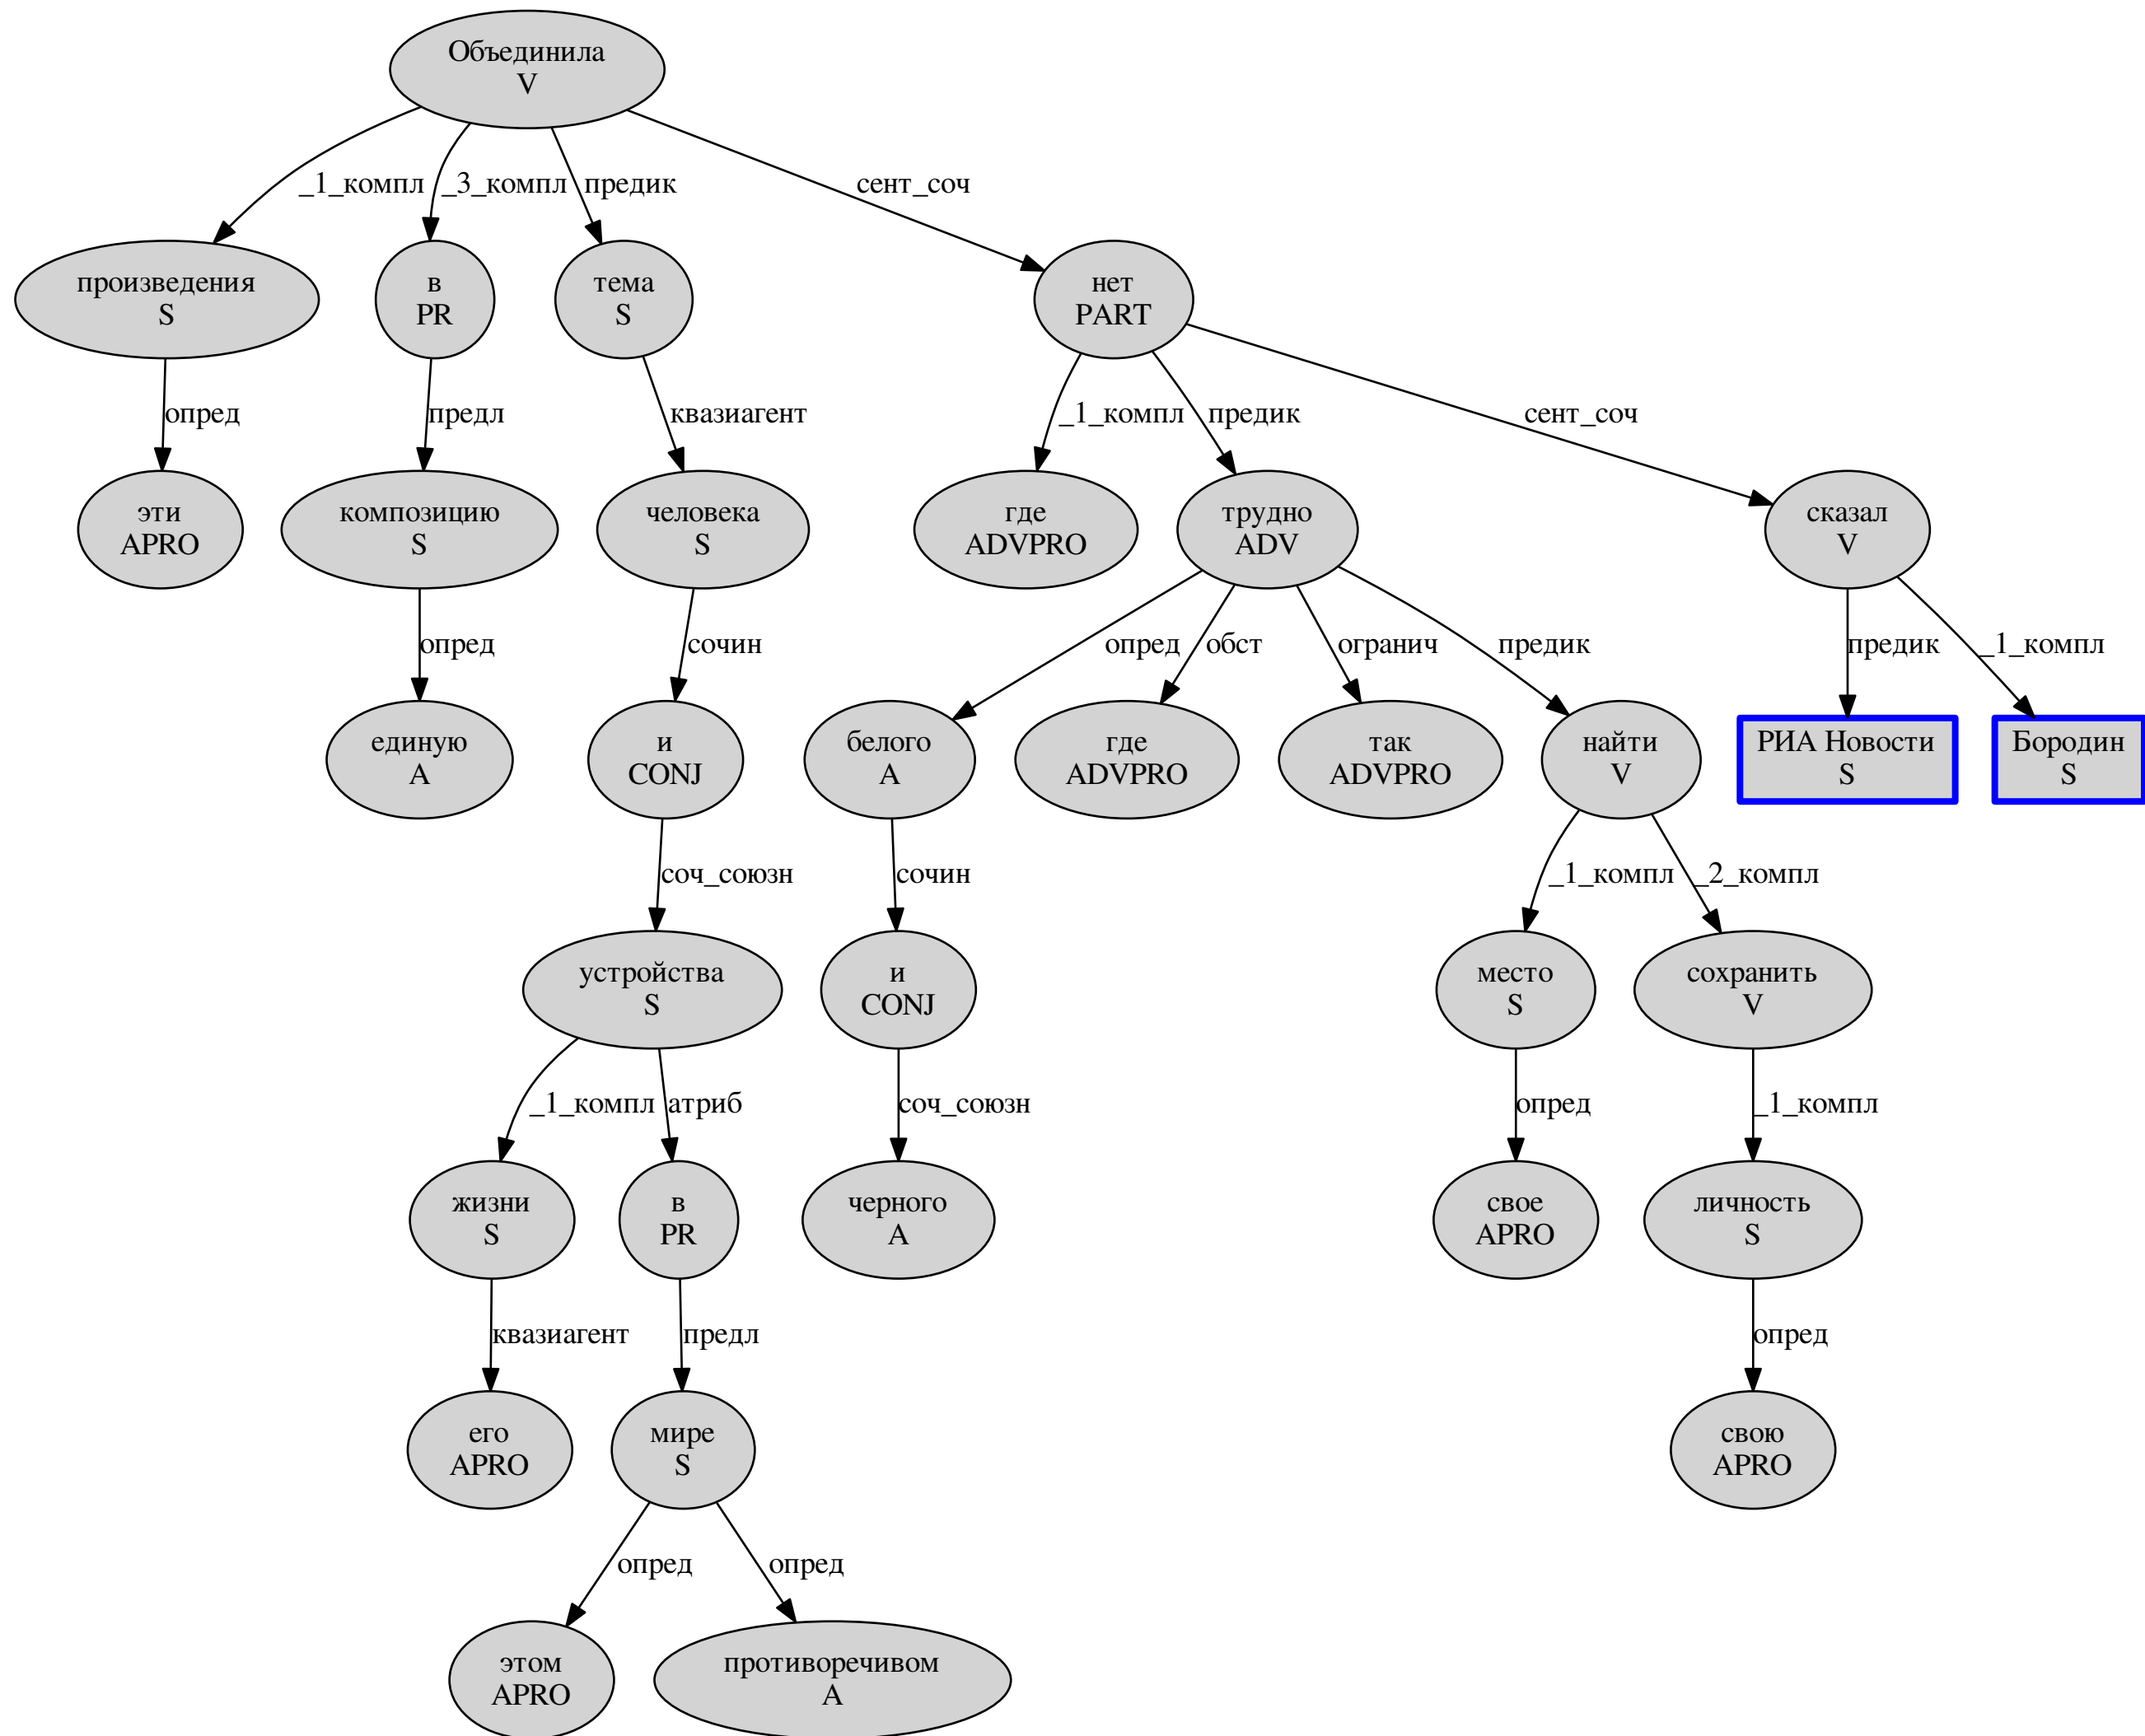 Объединила
V
_1_компл
_3_компл
предик
сент_соч
произведения
S
в
PR
тема
S
нет
PART
опред
предл
квазиагент
_1_компл
предик
сент_соч
эти
APRO
композицию
S
человека
S
где
ADVPRO
трудно
ADV
сказал
V
опред
сочин
опред
обст
огранич
предик
предик
_1_компл
единую
A
и
CONJ
белого
A
где
ADVPRO
так
ADVPRO
найти
V
РИА Новости
S
Бородин
S
соч_союзн
сочин
_1_компл
_2_компл
устройства
S
и
CONJ
место
S
сохранить
V
_1_компл
атриб
соч_союзн
опред
_1_компл
жизни
S
в
PR
черного
A
свое
APRO
личность
S
квазиагент
предл
опред
его
APRO
мире
S
свою
APRO
опред
опред
этом
APRO
противоречивом
A